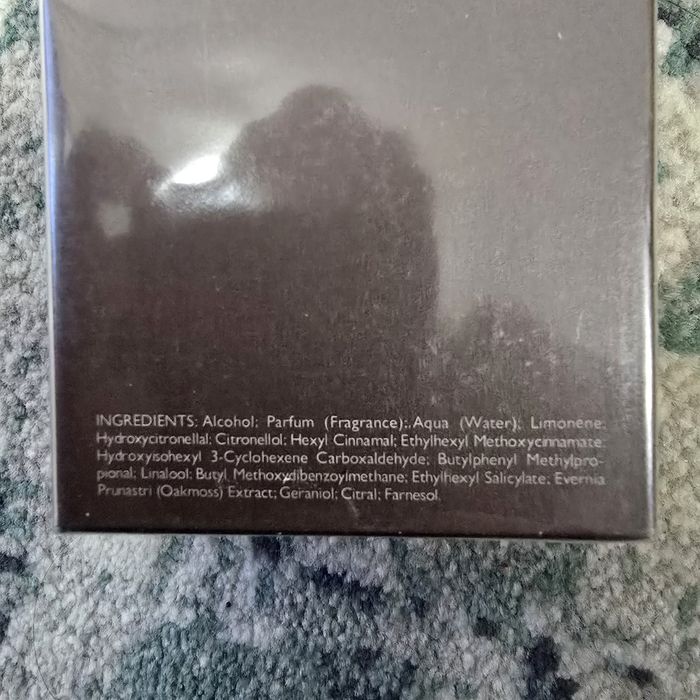 INGREDIENTS: Alcohol; Parfum (Fragrance);.Aqua (Water); Limonene;
Hydroxycitronellal; Citronellol; Hexyl Cinnamal; Ethylhexyl Methoxycinnamate;
Hydroxyisohexyl 3-Cyclohexene Carboxaldehyde; Butylphenyl Methylpro-
pional; Linalool; Butyl Methoxydibenzoylmethane; Ethylhexyl Salicylate; Evernia
Prunastri (Oakmoss) Extract; Geraniol; Citral; Farnesol.